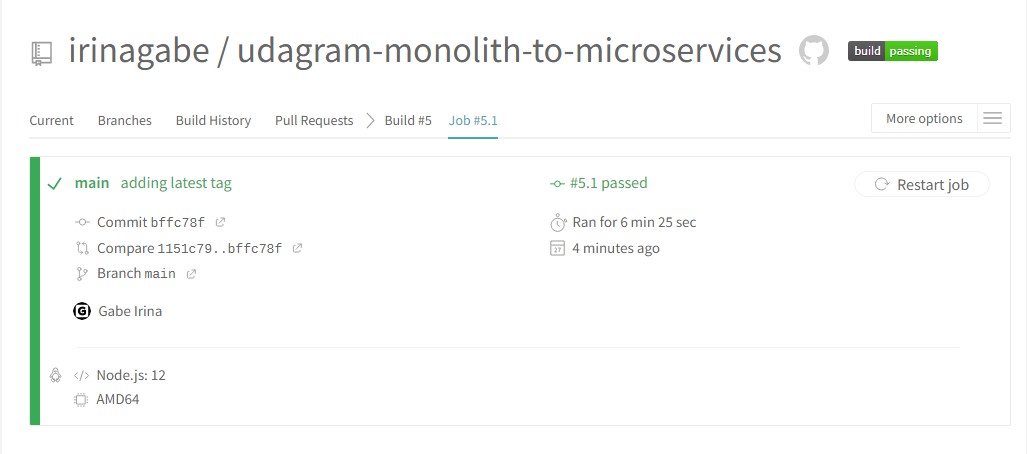 irinagabe / udagram-monolith-to-microservices build passing
Current Branches Build History Pull Requests Build #5 Job #5.1 More options
main adding latest tag #5.1 passed Restart job
Commit bffc78f Ran for 6 min 25 sec
Compare 1151c79..bffc78f 27 4 minutes ago
Branch main
G Gabe Irina
</> Node.js: 12
AMD64